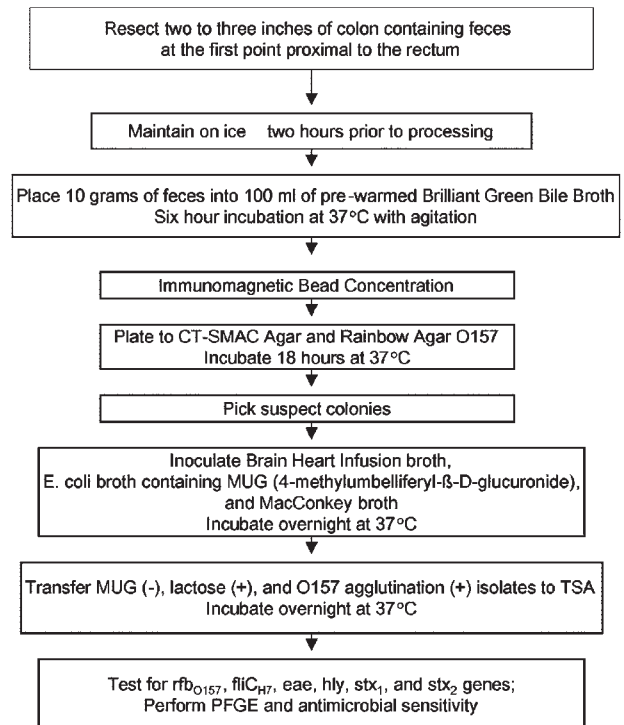 Resect two to three inches of colon containing feces
at the first point proximal to the rectum
Maintain on ice two hours prior to processing
Place 10 grams of feces into 100 ml of pre-warmed Brilliant Green Bile Broth
Six hour incubation at 37°C with agitation
Immunomagnetic Bead Concentration
Plate to CT-SMAC Agar and Rainbow Agar O157
Incubate 18 hours at 37°C
Pick suspect colonies
Inoculate Brain Heart Infusion broth,
E. coli broth containing MUG (4-methylumbelliferyl-ß-D-glucuronide),
and MacConkey broth
Incubate overnight at 37°C
Transfer MUG (-), lactose (+), and O157 agglutination (+) isolates to TSA
Incubate overnight at 37°C
Test for rfbO157, fliCH7, eae, hly, stx1, and stx2 genes;
Perform PFGE and antimicrobial sensitivity